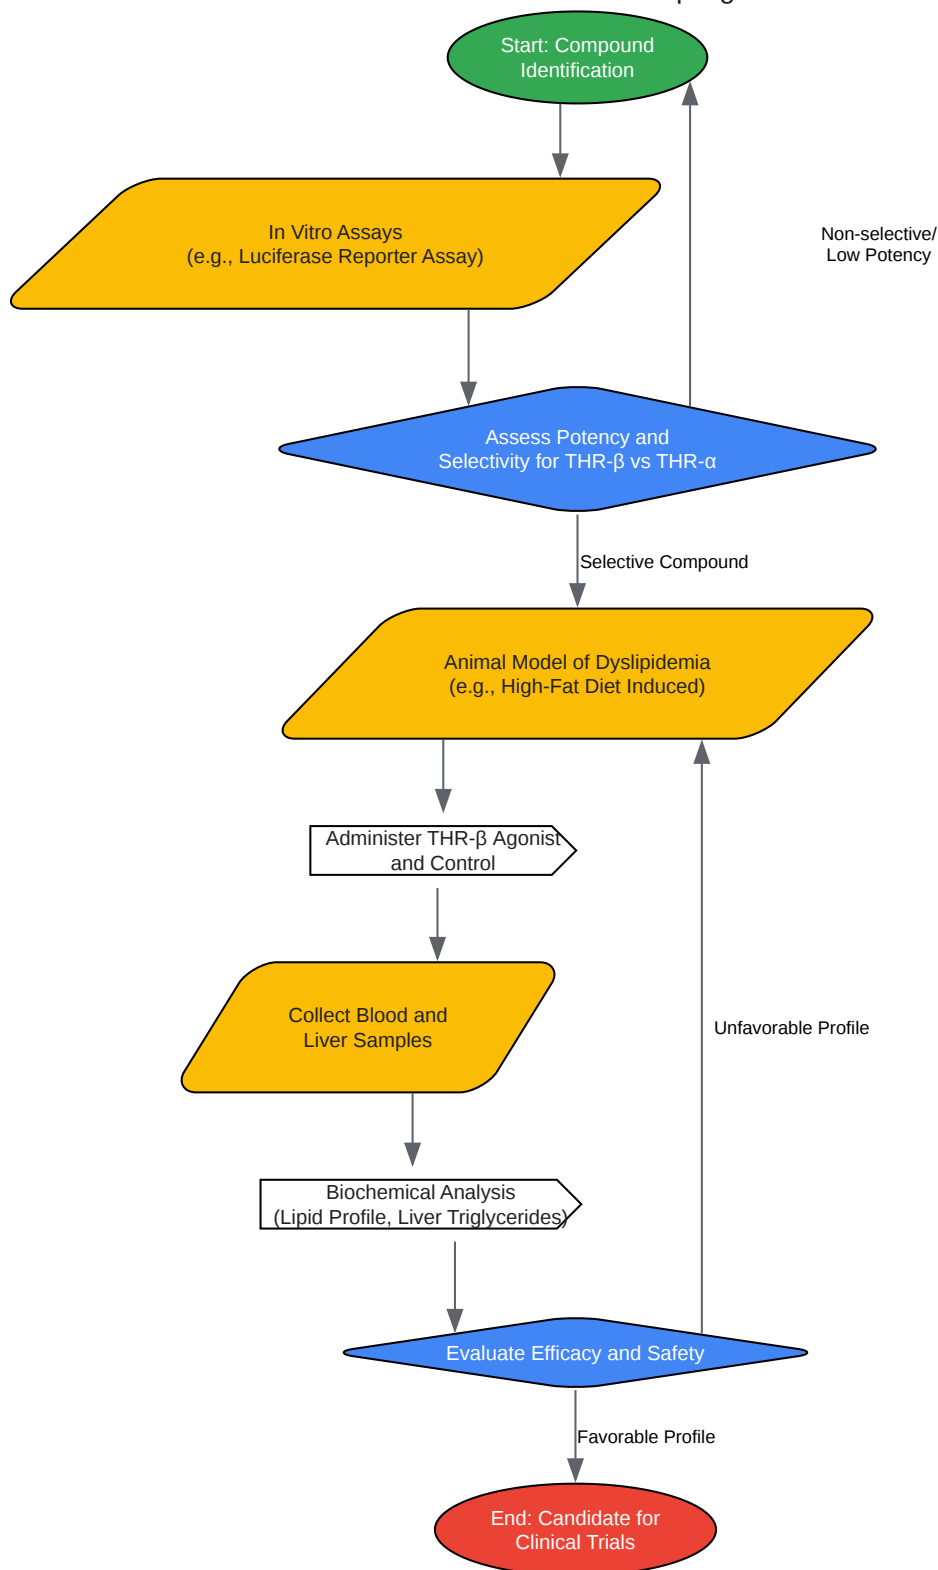 Start: Compound
Identification
In Vitro Assays
(e.g., Luciferase Reporter Assay)
Non-selective/
Low Potency
Assess Potency and
Selectivity for THR-β vs THR-α
Selective Compound
Animal Model of Dyslipidemia
(e.g., High-Fat Diet Induced)
Administer THR-β Agonist
and Control
Collect Blood and
Liver Samples
Unfavorable Profile
Biochemical Analysis
(Lipid Profile, Liver Triglycerides)
Evaluate Efficacy and Safety
Favorable Profile
End: Candidate for
Clinical Trials